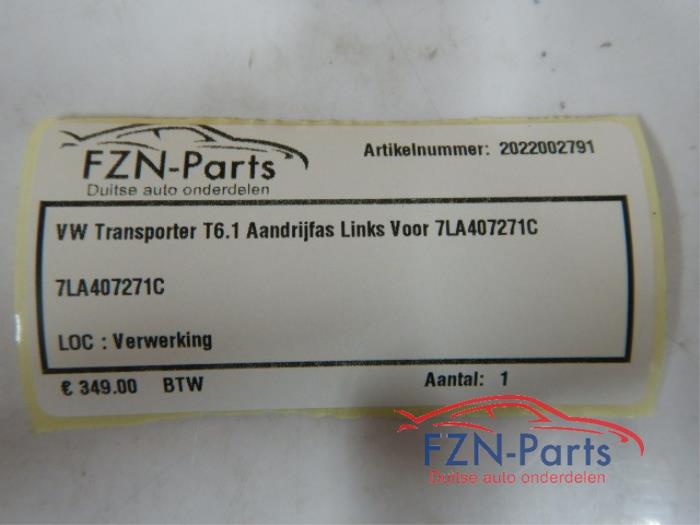 FZN-Parts
Duitse auto onderdelen
Artikelnummer: 2022002791
VW Transporter T6.1 Aandrijfas Links Voor 7LA407271C
7LA407271C
LOC : Verwerking
€ 349.00 BTW
Aantal: 1
FZN-Parts
Duitse auto onderdelen